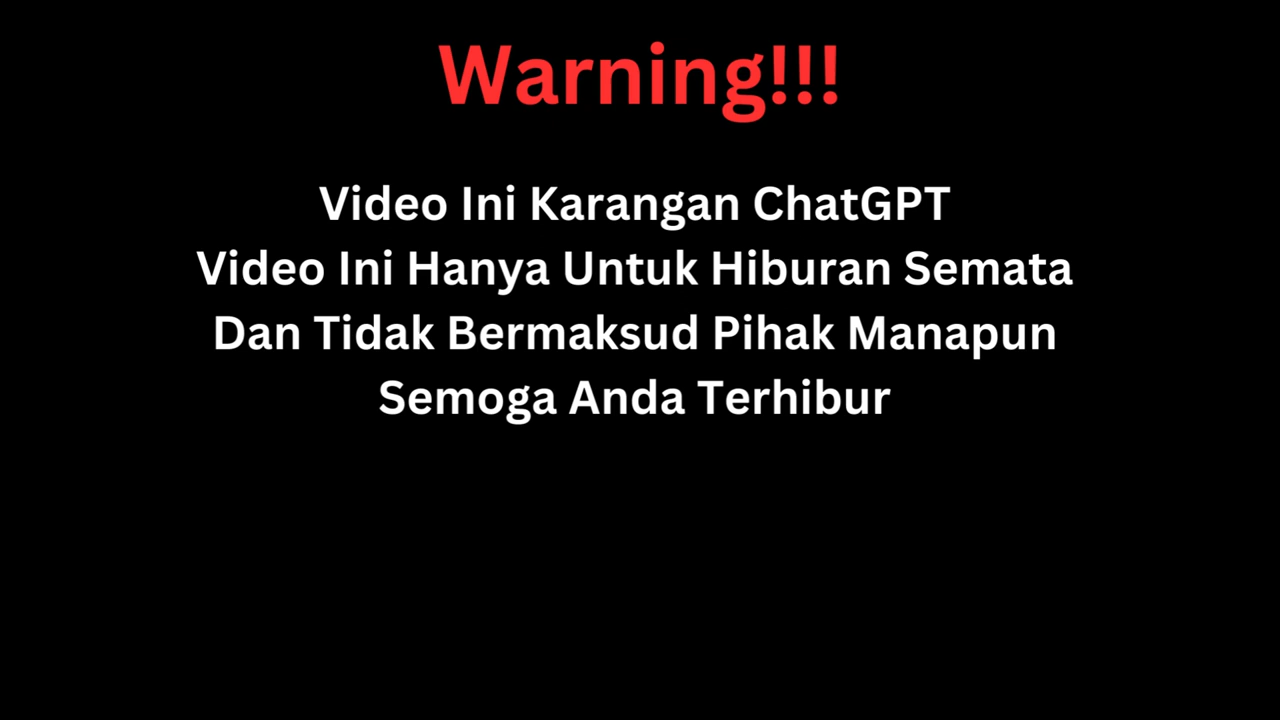 Warning!!!
Video Ini Karangan ChatGPT
Video Ini Hanya Untuk Hiburan Semata
Dan Tidak Bermaksud Pihak Manapun
Semoga Anda Terhibur